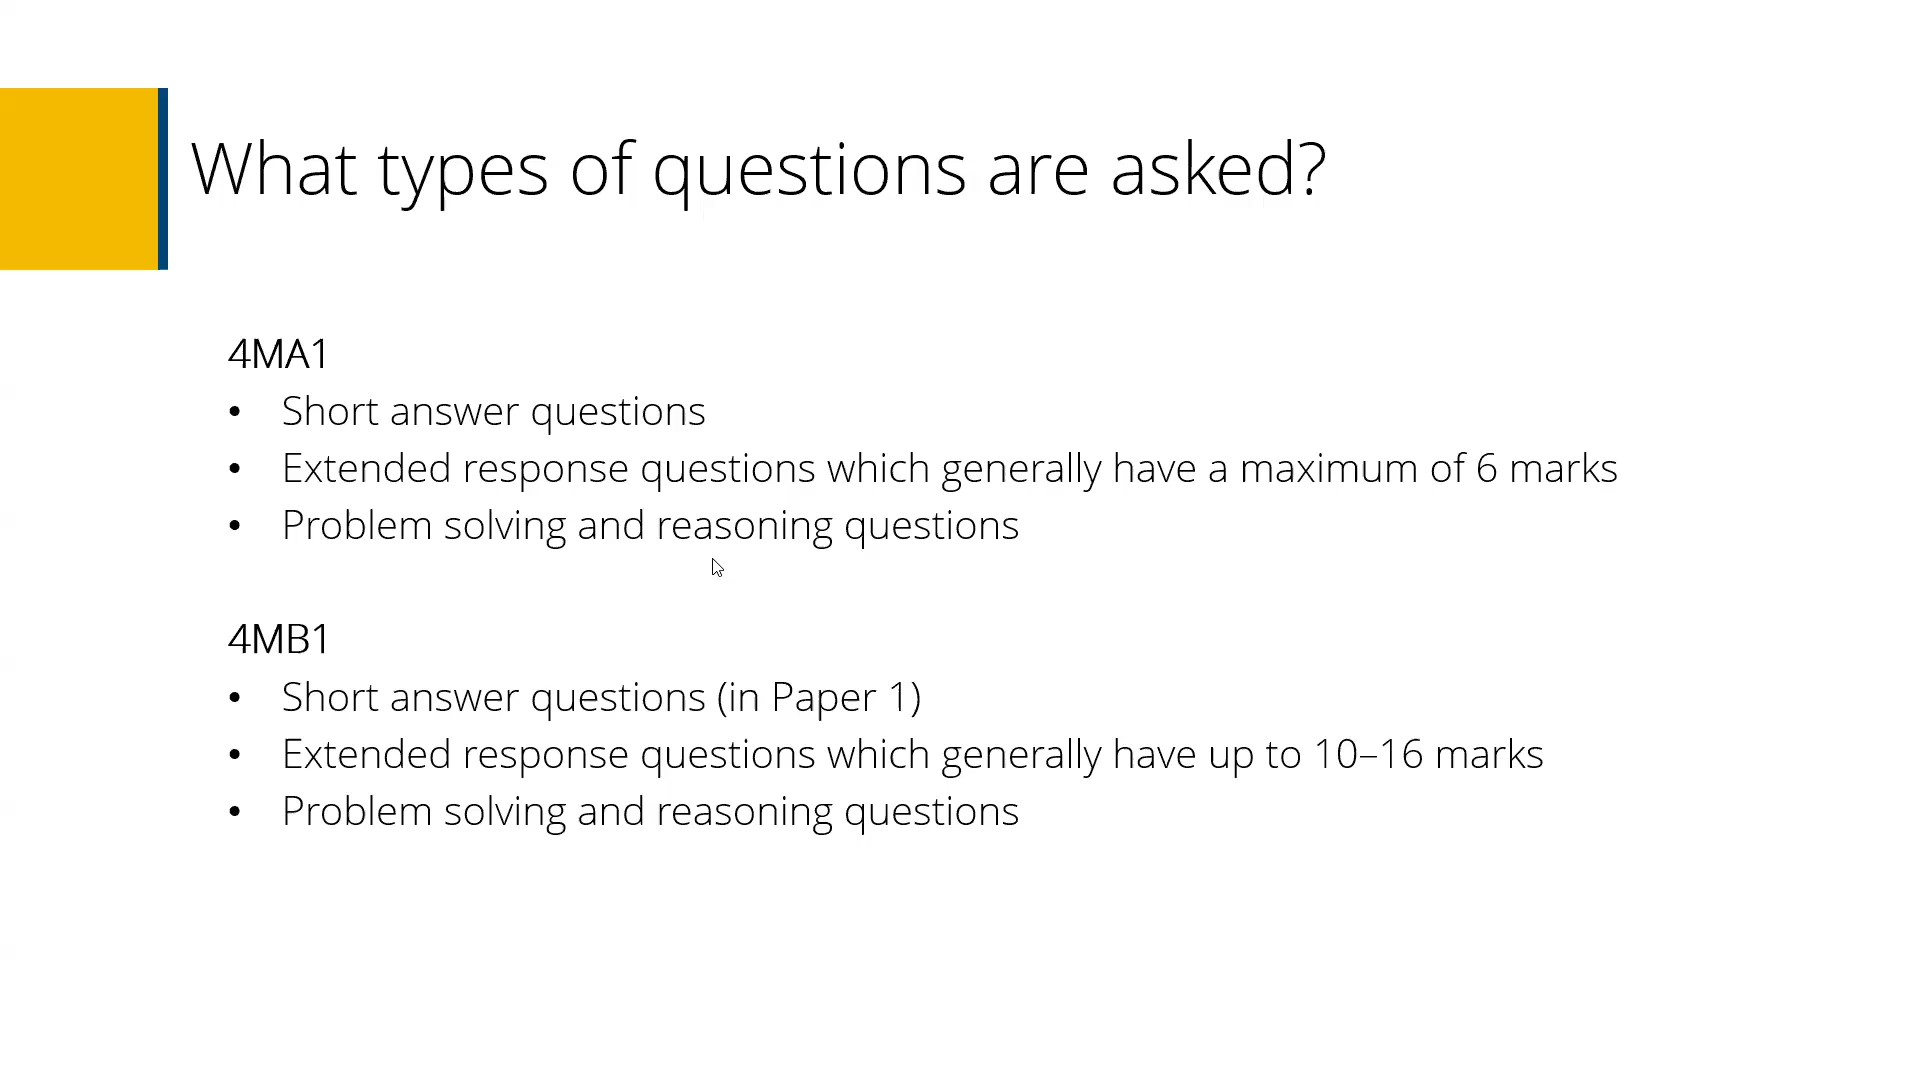 What types of questions are asked?
4MA1
• Short answer questions
• Extended response questions which generally have a maximum of 6 marks
• Problem solving and reasoning questions
4MB1
• Short answer questions (in Paper 1)
• Extended response questions which generally have up to 10–16 marks
• Problem solving and reasoning questions